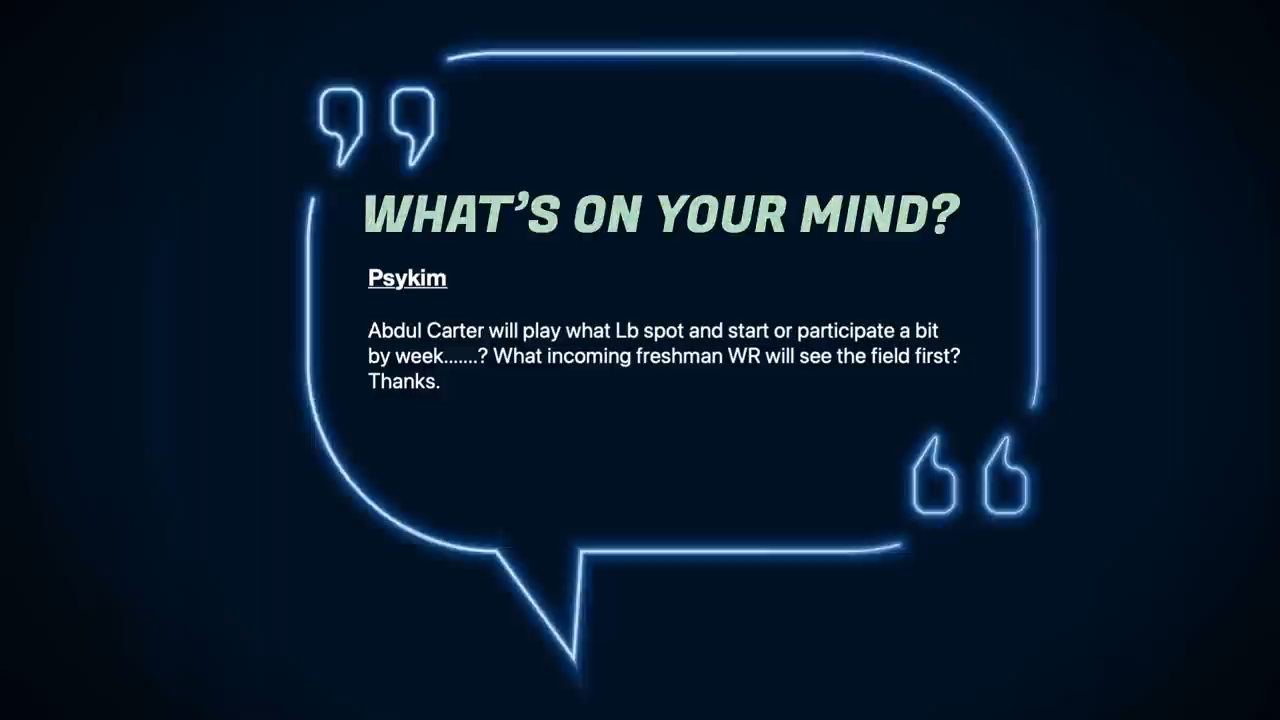 WHAT'S ON YOUR MIND?
Psykim
Abdul Carter will play what Lb spot and start or participate a bit
by week.......? What incoming freshman WR will see the field first?
Thanks.